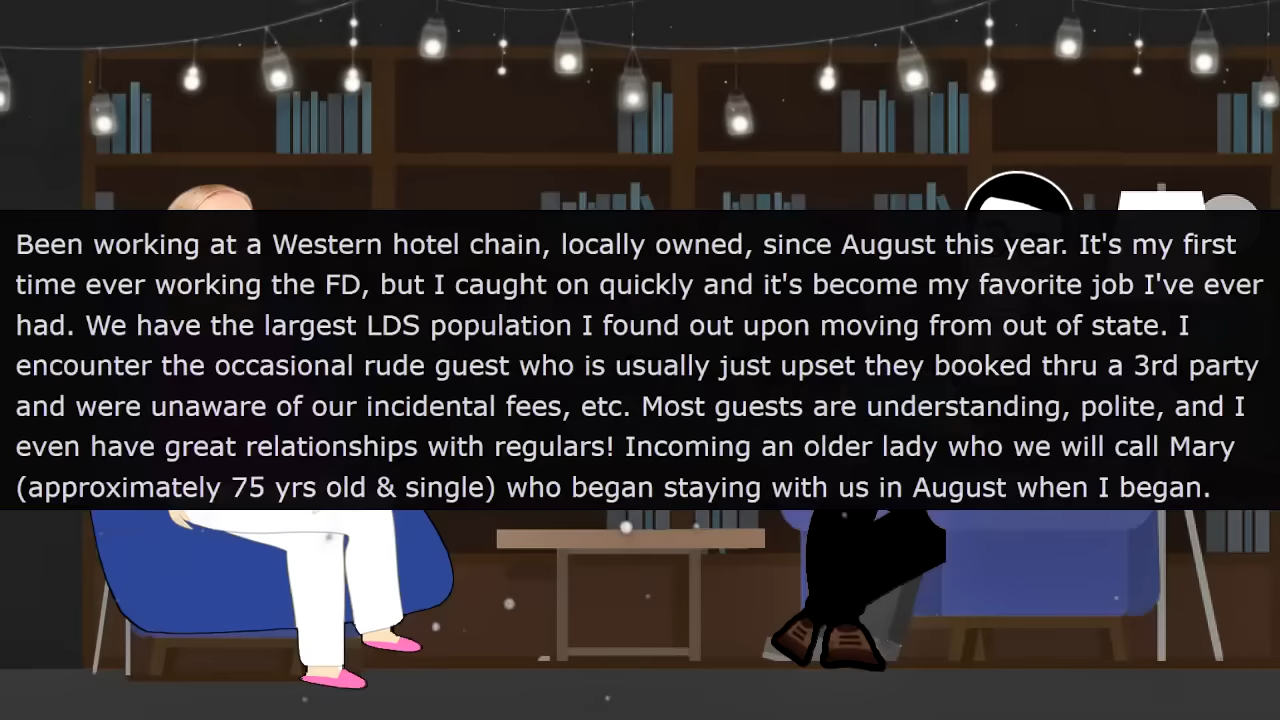 Been working at a Western hotel chain, locally owned, since August this year. It's my first
time ever working the FD, but I caught on quickly and it's become my favorite job I've ever
had. We have the largest LDS population I found out upon moving from out of state. I
encounter the occasional rude guest who is usually just upset they booked thru a 3rd party
and were unaware of our incidental fees, etc. Most guests are understanding, polite, and I
even have great relationships with regulars! Incoming an older lady who we will call Mary
(approximately 75 yrs old & single) who began staying with us in August when I began.